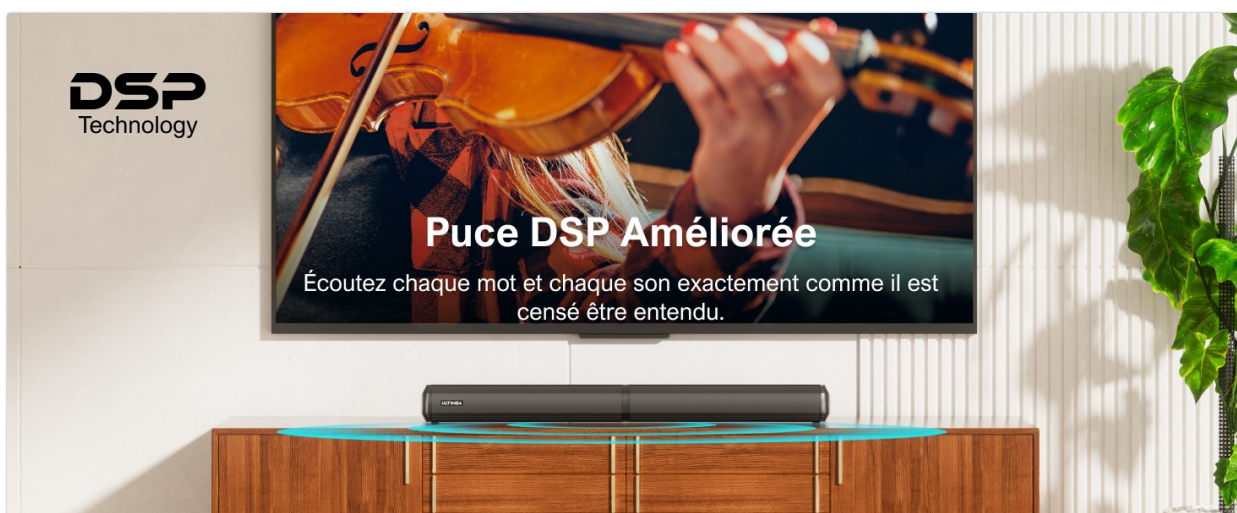 DSP
Technology
Puce DSP Améliorée
Écoutez chaque mot et chaque son exactement comme il est
censé être entendu.
ULTIMEA